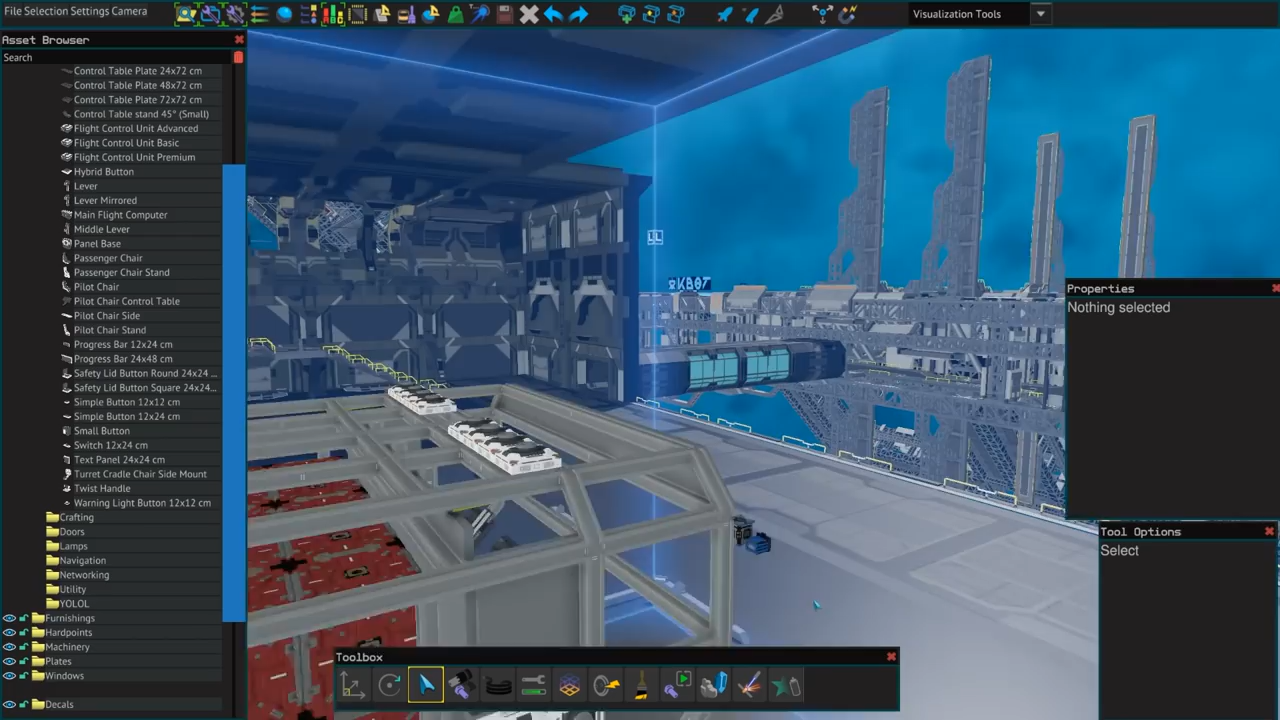 File Selection Settings Camera
Visualization Tools
Asset Browser
Search
Control Table Plate 24x72 cm
Control Table Plate 48x72 cm
Control Table Plate 72x72 cm
Control Table stand 45° (Small)
Flight Control Unit Advanced
Flight Control Unit Basic
Flight Control Unit Premium
Hybrid Button
Lever
Lever Mirrored
Main Flight Computer
Middle Lever
Panel Base
Passenger Chair
Passenger Chair Stand
Pilot Chair
Pilot Chair Control Table
Pilot Chair Side
Pilot Chair Stand
Progress Bar 12x24 cm
Progress Bar 24x48 cm
Safety Lid Button Round 24x24 ...
Safety Lid Button Square 24x24...
Simple Button 12x12 cm
Simple Button 12x24 cm
Small Button
Switch 12x24 cm
Text Panel 24x24 cm
Turret Cradle Chair Side Mount
Twist Handle
Warning Light Button 12x12 cm
Crafting
Doors
Lamps
Navigation
Networking
Utility
YOLOL
Furnishings
Hardpoints
Machinery
Plates
Windows
Decals
KBOT
Properties
Nothing selected
Tool Options
Select
Toolbox